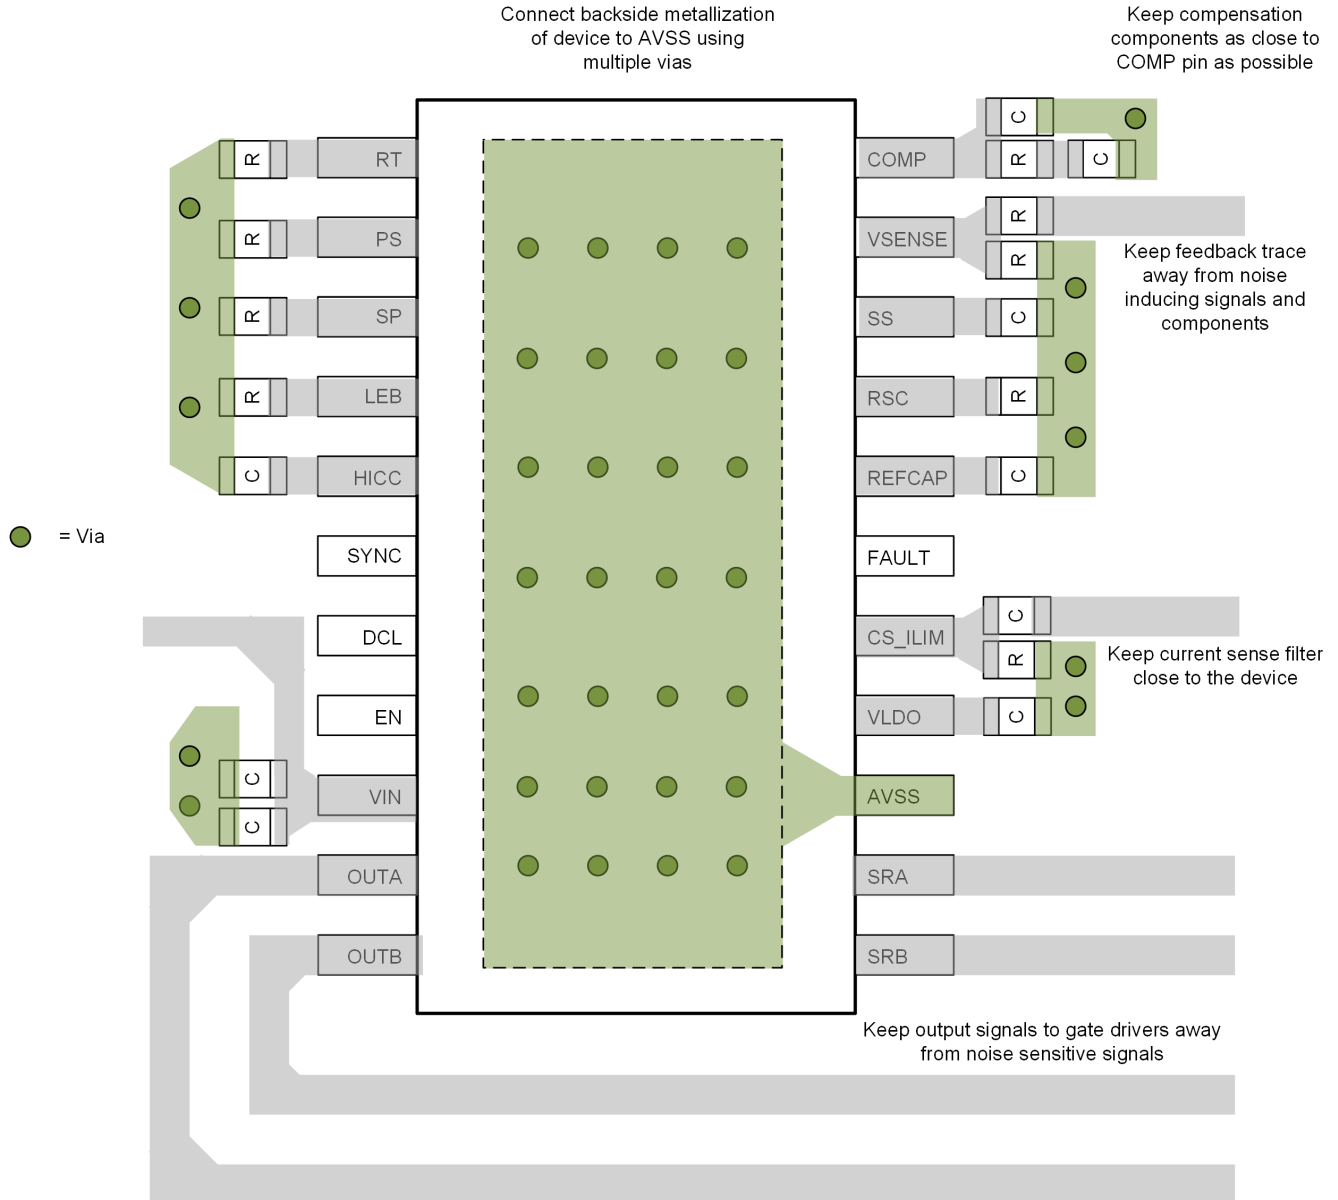 Connect backside metallization
of device to AVSS using
multiple vias
Keep compensation
components as close to
COMP pin as possible
C
R
RT
COMP
R
C
R
R
PS
VSENSE
R
Keep feedback trace
away from noise
inducing signals and
components
R
SP
SS
C
R
LEB
RSC
R
C
HICC
REFCAP
C
= Via
SYNC
FAULT
C
DCL
CS_ILIM
R
Keep current sense filter
close to the device
EN
VLDO
C
C
VIN
AVSS
C
OUTA
SRA
OUTB
SRB
Keep output signals to gate drivers away
from noise sensitive signals